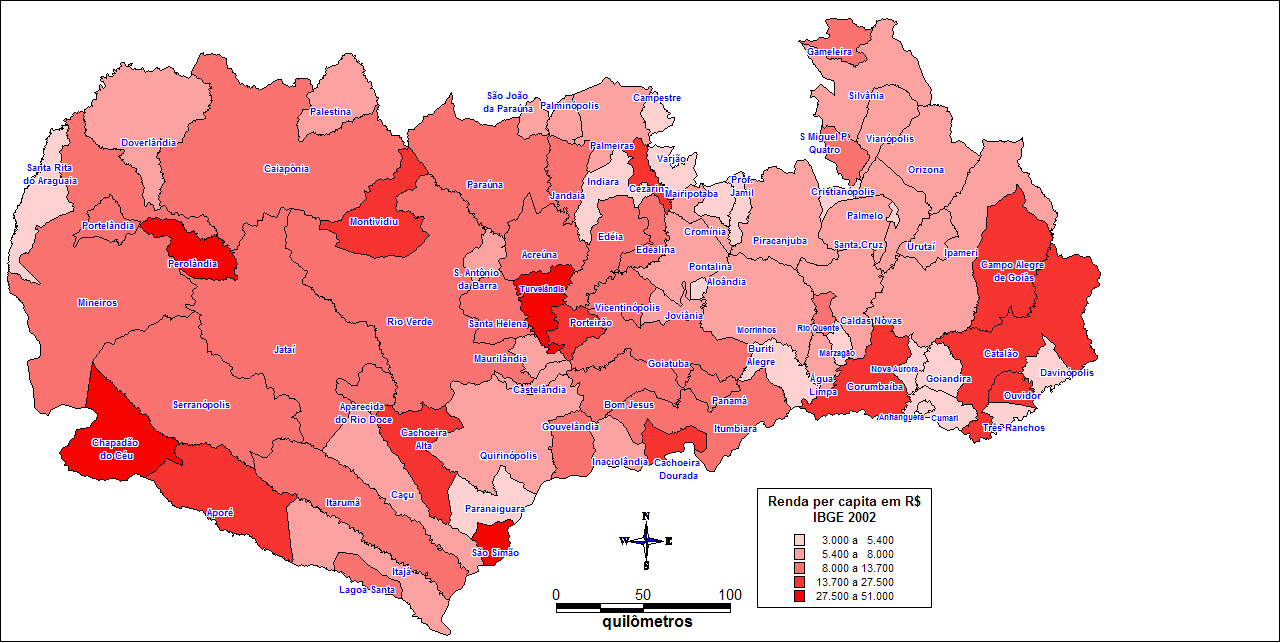 Gameleira
Silvânia
São João
da Paraúna
Palminópolis
Campestre
Palestina
Doverlândia
S Miguel P.
Quatro
Vianópolis
Palmeiras
Varjão
Santa Rita
do Araguaia
Caiapônia
Paraúna
Indiara
Cezarina
Jandaia
Mairipotaba
Prof
Jamil
Cristianópolis
Orizona
Portelândia
Montividiu
Edéia
Edealina
Cromínia
Piracanjuba
Palmelo
Santa Cruz
Urutaí
Ipameri
Perolândia
Acreúna
Pontalina
Aloândia
Campo Alegre
de Goiás
S. Antônio
da Barra
Turvelândia
Mineiros
Rio Verde
Santa Helena
Porteirão
Vicentinópolis
Joviânia
Morrinhos
Rio Quente
Caldas Novas
Jataí
Maurilândia
Goiatuba
Buriti
Alegre
Marzagão
Nova Aurora
Catalão
Goiandira
Davinópolis
Água
Limpa
Corumbaíba
Castelândia
Serranópolis
Aparecida
do Rio Doce
Bom Jesus
Panamá
Ouvidor
Anhanguera
Cumari
Três Ranchos
Chapadão
do Céu
Cachoeira
Alta
Gouvelândia
Itumbiara
Quirinópolis
Inaciolândia
Cachoeira
Dourada
Itarumã
Caçu
Paranaiguara
Aporé
São Simão
Itajá
Lagoa Santa
N
W E
S
0 50 100
quilômetros
Renda per capita em R$
IBGE 2002
3.000 a 5.400
5.400 a 8.000
8.000 a 13.700
13.700 a 27.500
27.500 a 51.000